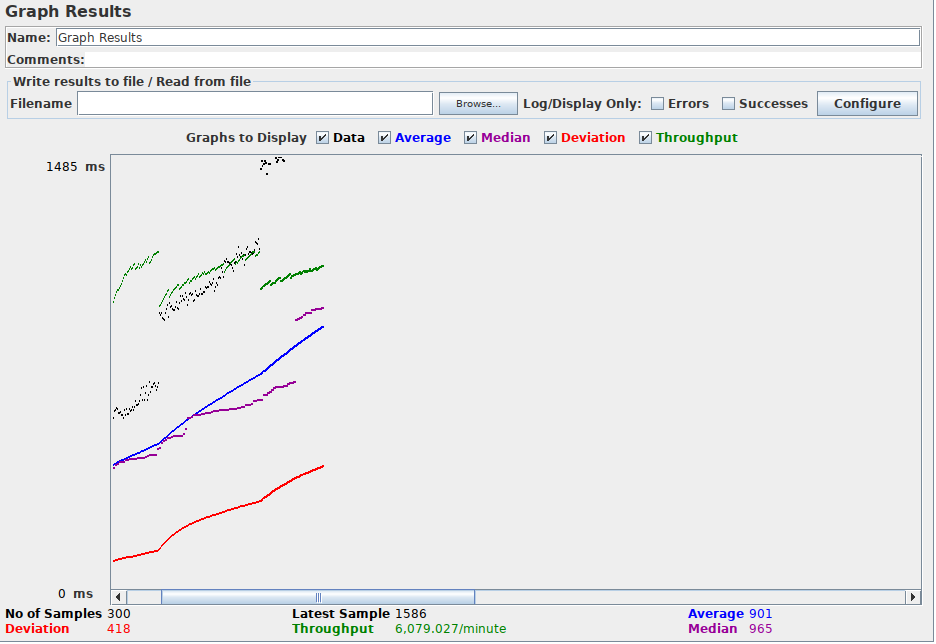 Graph Results
Name: Graph Results
Comments:
Write results to file / Read from file
Filename Browse... Log/Display Only: Errors Successes Configure
Graphs to Display Data Average Median Deviation Throughput
1485 ms
0 ms
No of Samples 300 Latest Sample 1586 Average 901
Deviation 418 Throughput 6,079.027/minute Median 965